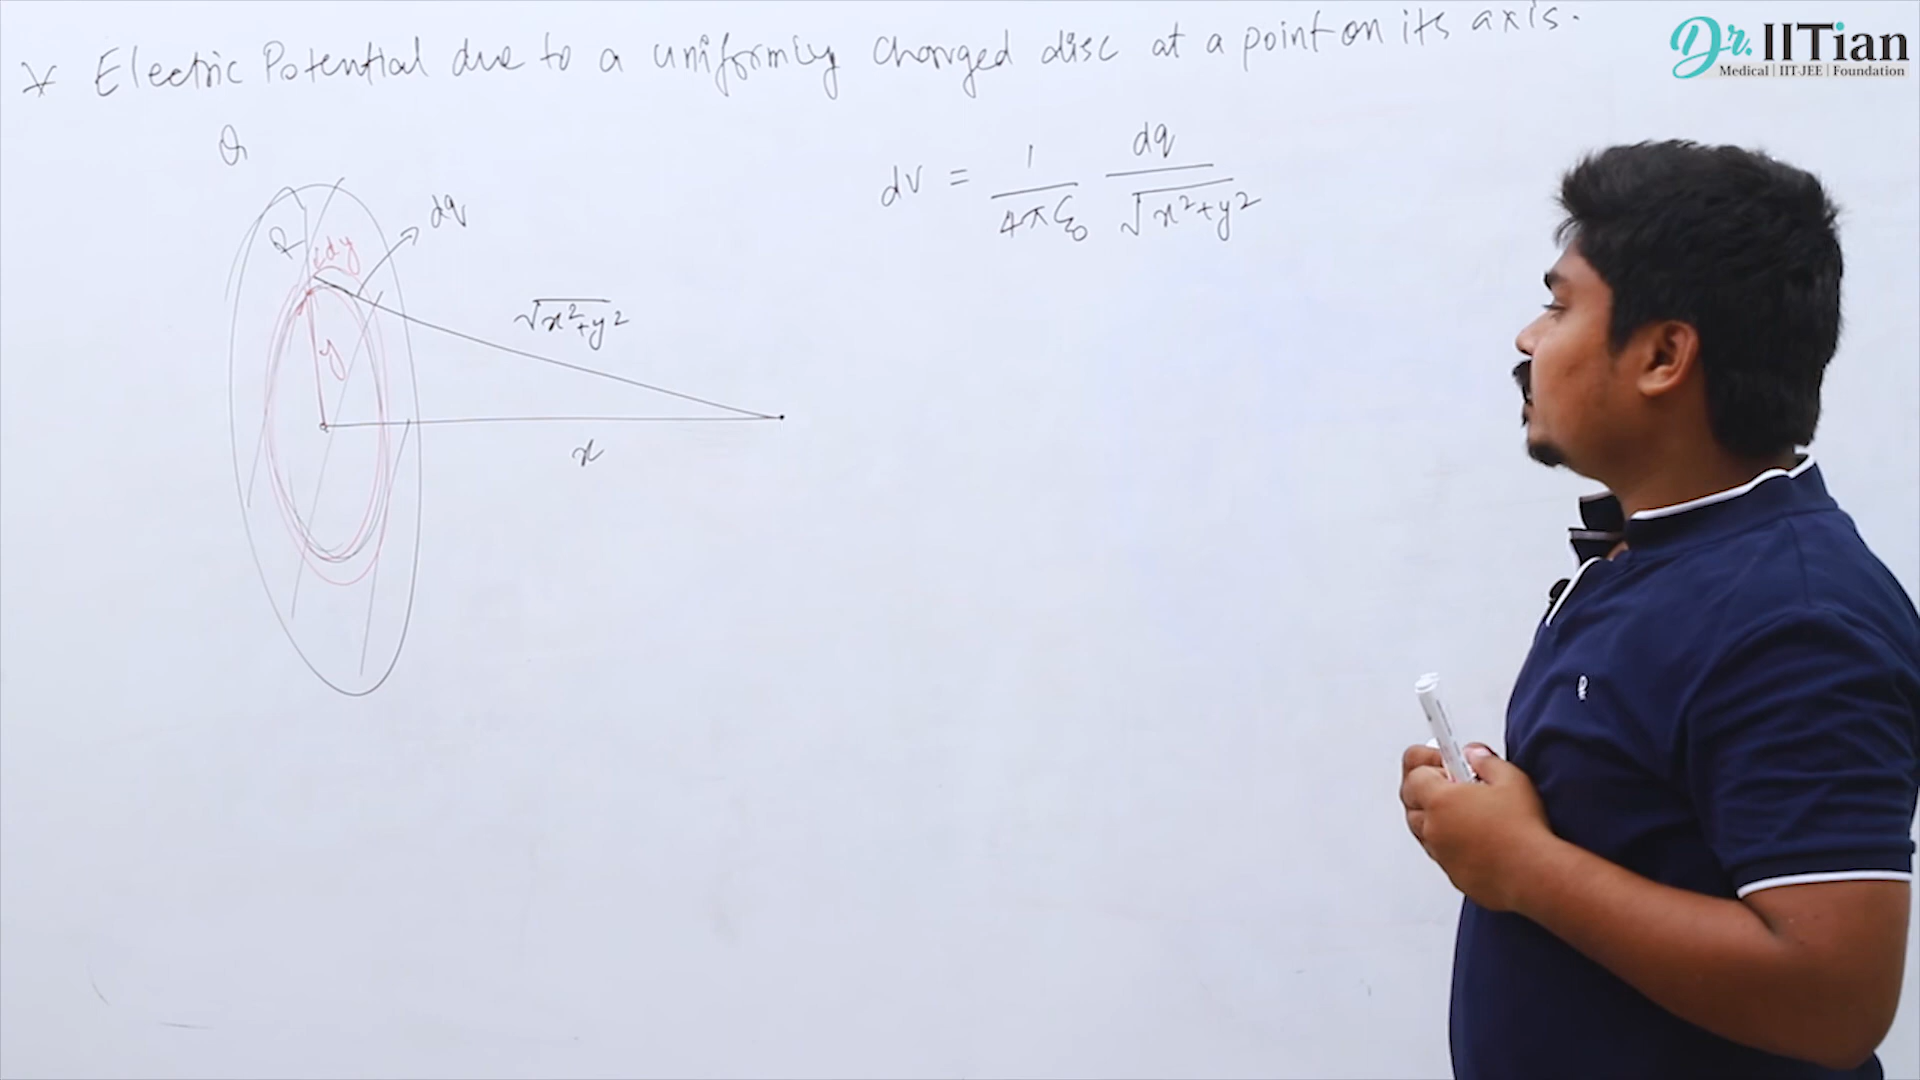 * Electric Potential due to a uniformly charged disc at a point on its axis.
Dr. IITian
Medical | IIT-JEE | Foundation
Q
R
dy
dq
y
√x²+y²
x
dV = 1/4πε₀ dq/√x²+y²